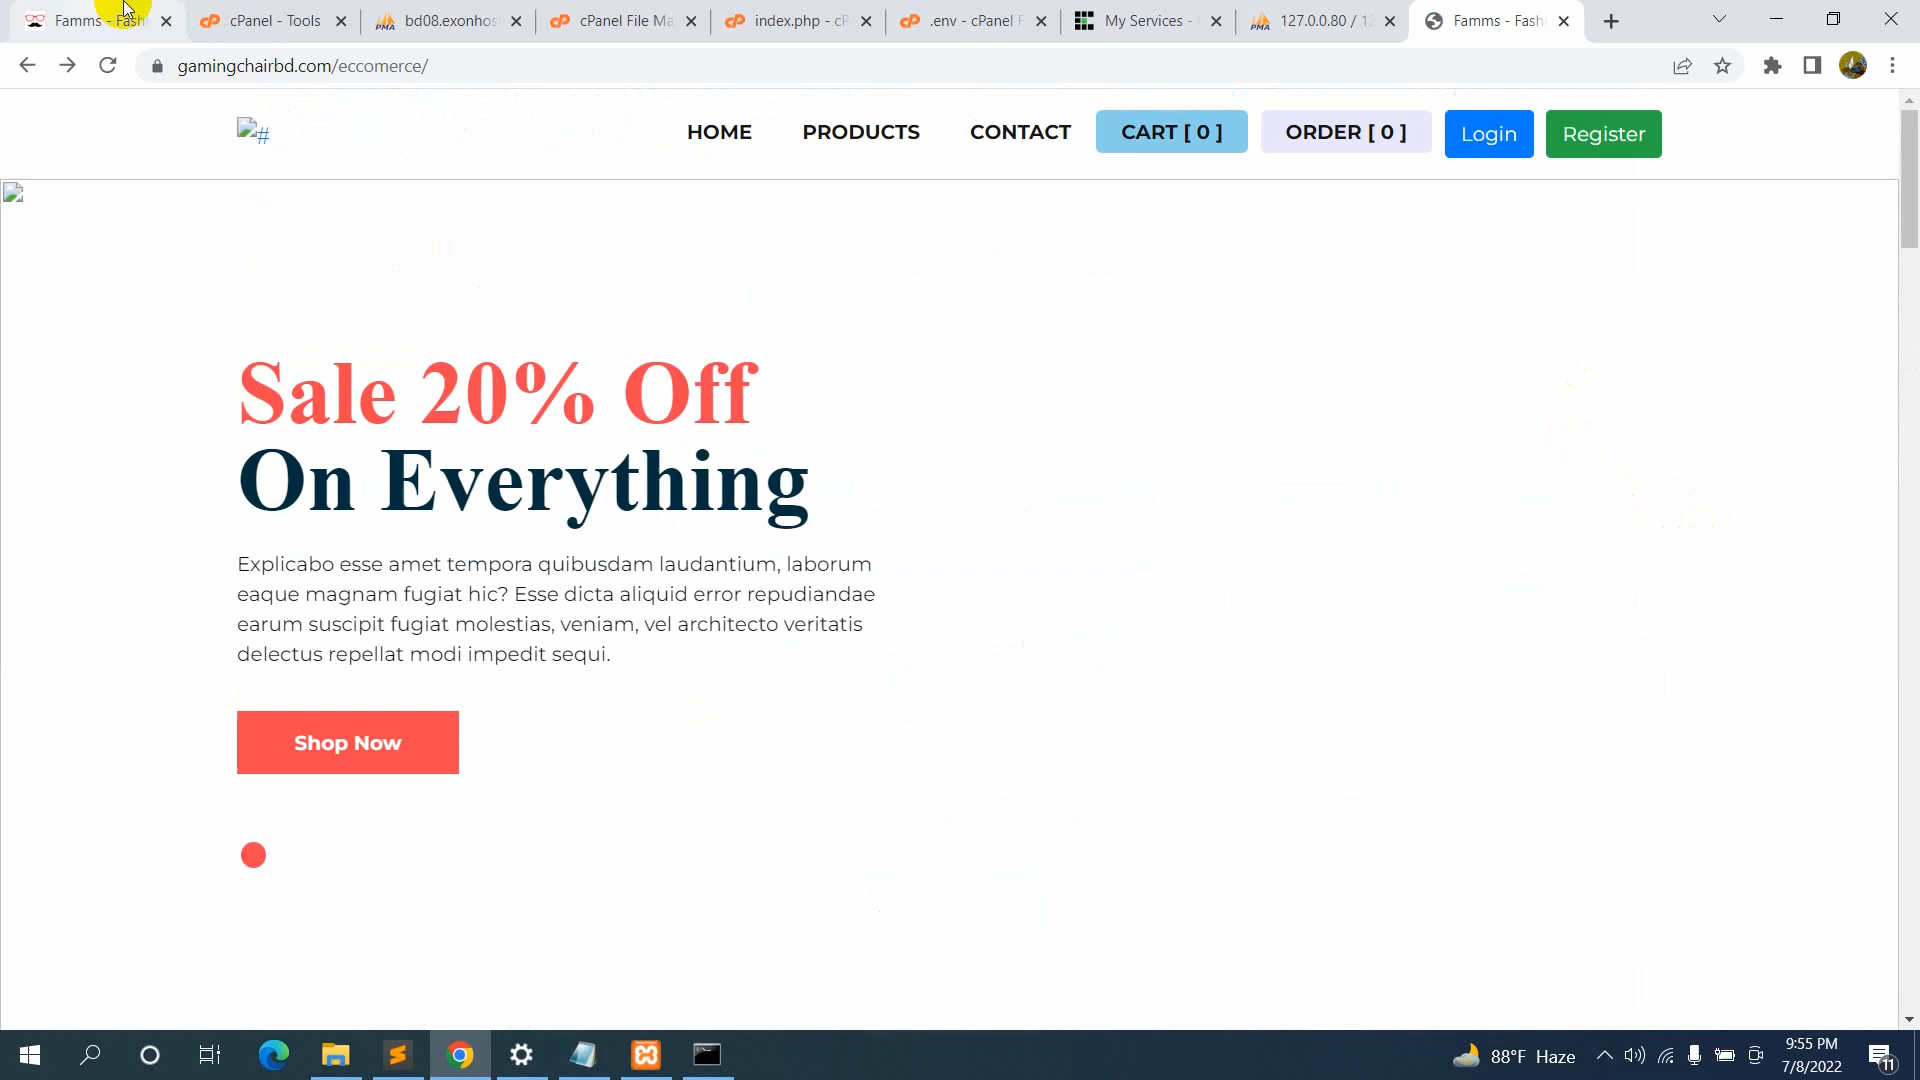 Famms - Fash
cPanel - Tools
bd08.exonhos
cPanel File Ma
index.php - cP
.env - cPanel F
My Services -
127.0.0.80 / 12
Famms - Fash
gamingchairbd.com/eccomerce/
#
HOME
PRODUCTS
CONTACT
CART [ 0 ]
ORDER [ 0 ]
Login
Register
Sale 20% Off
On Everything
Explicabo esse amet tempora quibusdam laudantium, laborum
eaque magnam fugiat hic? Esse dicta aliquid error repudiandae
earum suscipit fugiat molestias, veniam, vel architecto veritatis
delectus repellat modi impedit sequi.
Shop Now
88°F Haze
9:55 PM
7/8/2022
11